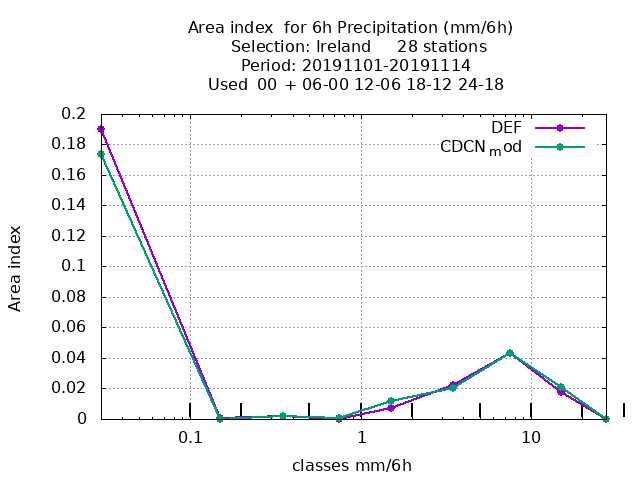 Area index  for 6h Precipitation (mm/6h)
Selection: Ireland     28 stations
Period: 20191101-20191114
Used  00  + 06-00 12-06 18-12 24-18
DEF
CDCN_mod
0.2
0.18
0.16
0.14
0.12
0.1
0.08
0.06
0.04
0.02
0
Area index
0.1
1
10
classes mm/6h